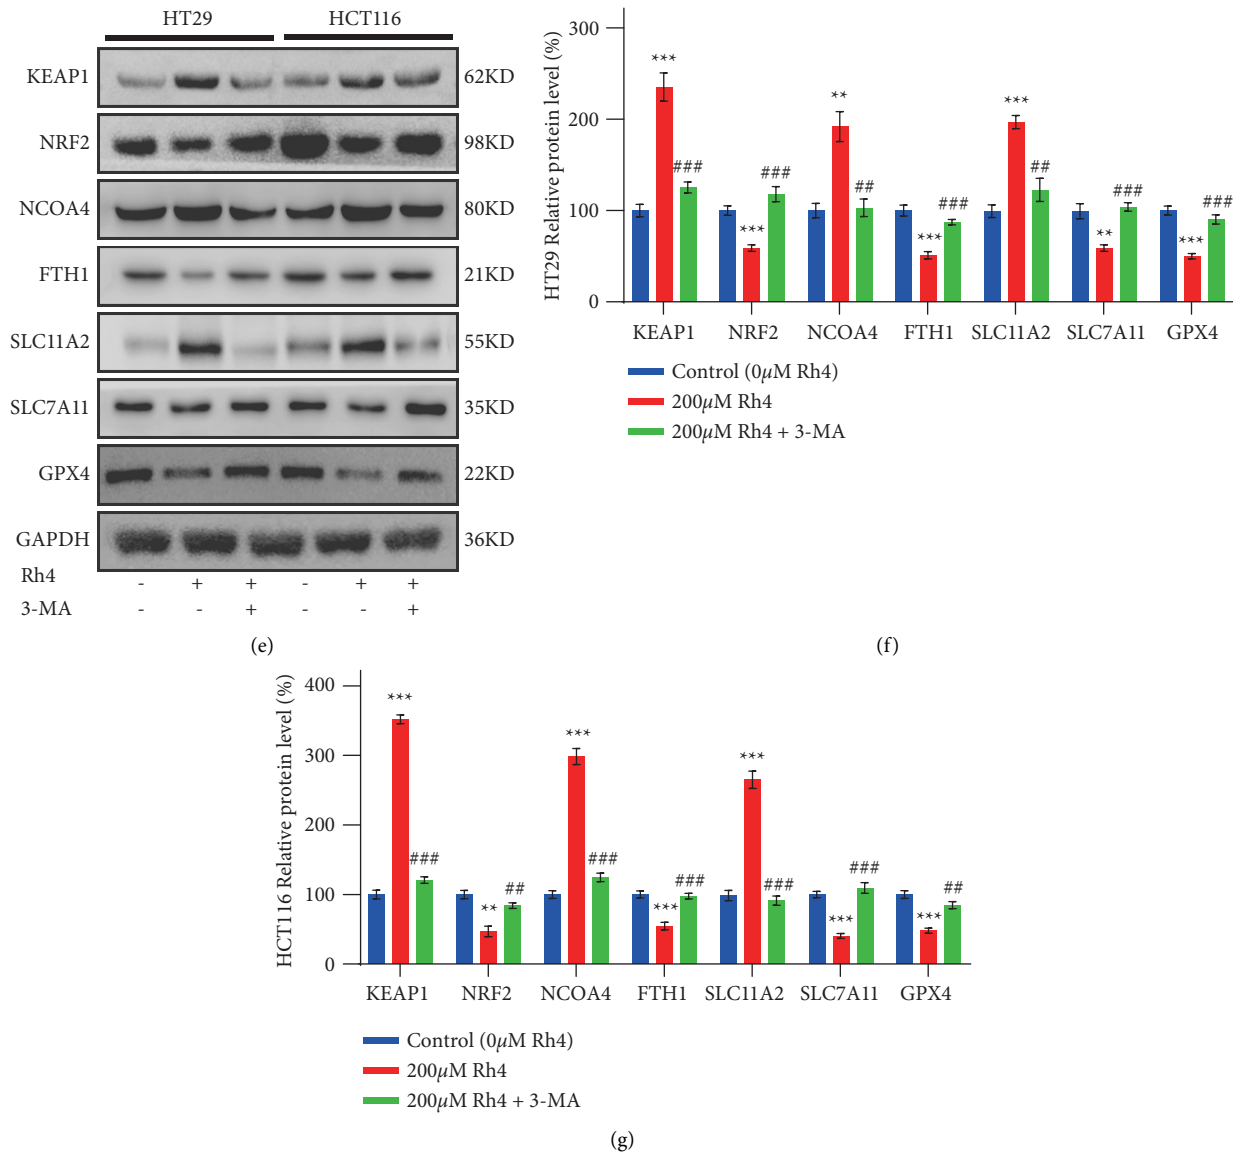 HT29 HCT116
KEAP1 62KD
NRF2 98KD
NCOA4 80KD
FTH1 21KD
SLC11A2 55KD
SLC7A11 35KD
GPX4 22KD
GAPDH 36KD
Rh4 - + + - + +
3-MA - - + - - +
(e)
HT29 Relative protein level (%)
300
200
100
0
***
###
***
###
**
##
***
###
***
##
**
###
***
###
KEAP1 NRF2 NCOA4 FTH1 SLC11A2 SLC7A11 GPX4
Control (0μM Rh4)
200μM Rh4
200μM Rh4 + 3-MA
(f)
HCT116 Relative protein level (%)
400
300
200
100
0
***
###
**
##
***
###
***
###
***
###
***
###
***
##
KEAP1 NRF2 NCOA4 FTH1 SLC11A2 SLC7A11 GPX4
Control (0μM Rh4)
200μM Rh4
200μM Rh4 + 3-MA
(g)